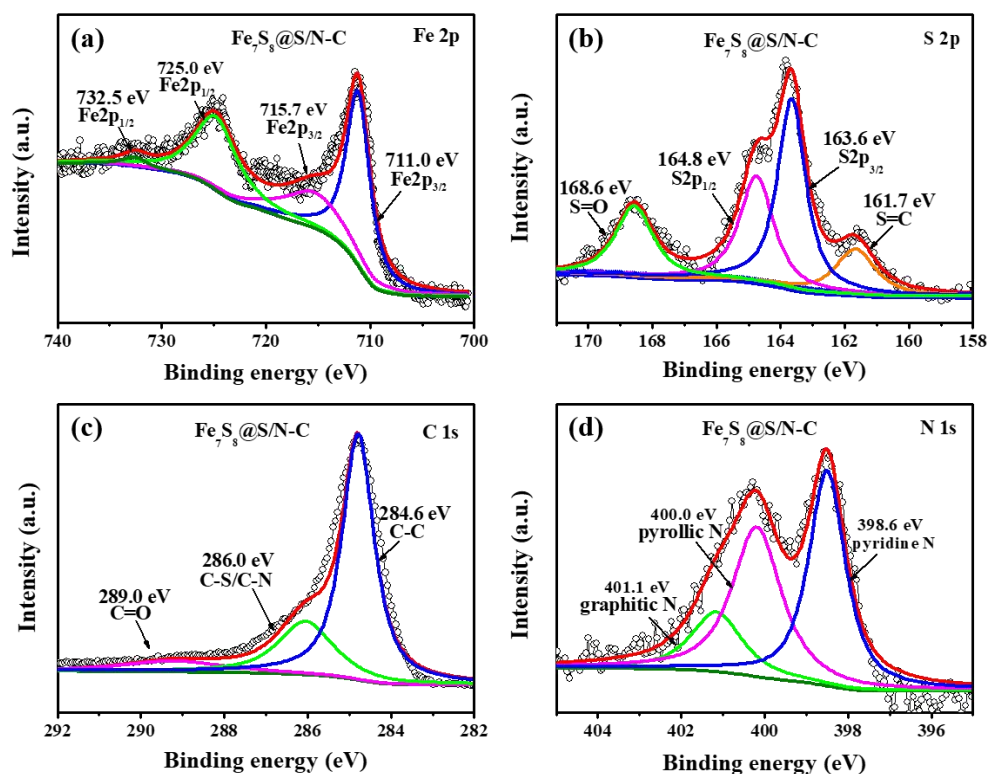 (a)
Fe7S8@S/N-C
Fe 2p
725.0 eV
Fe2p1/2
732.5 eV
Fe2p1/2
715.7 eV
Fe2p3/2
711.0 eV
Fe2p3/2
Intensity (a.u.)
740 730 720 710 700
Binding energy (eV)
(b)
Fe7S8@S/N-C
S 2p
163.6 eV
S2p3/2
164.8 eV
S2p1/2
168.6 eV
S=O
161.7 eV
S=C
Intensity (a.u.)
170 168 166 164 162 160 158
Binding energy (eV)
(c)
Fe7S8@S/N-C
C 1s
284.6 eV
C-C
286.0 eV
C-S/C-N
289.0 eV
C=O
Intensity (a.u.)
292 290 288 286 284 282
Binding energy (eV)
(d)
Fe7S8@S/N-C
N 1s
400.0 eV
pyrollic N
398.6 eV
pyridine N
401.1 eV
graphitic N
Intensity (a.u.)
404 402 400 398 396
Binding energy (eV)